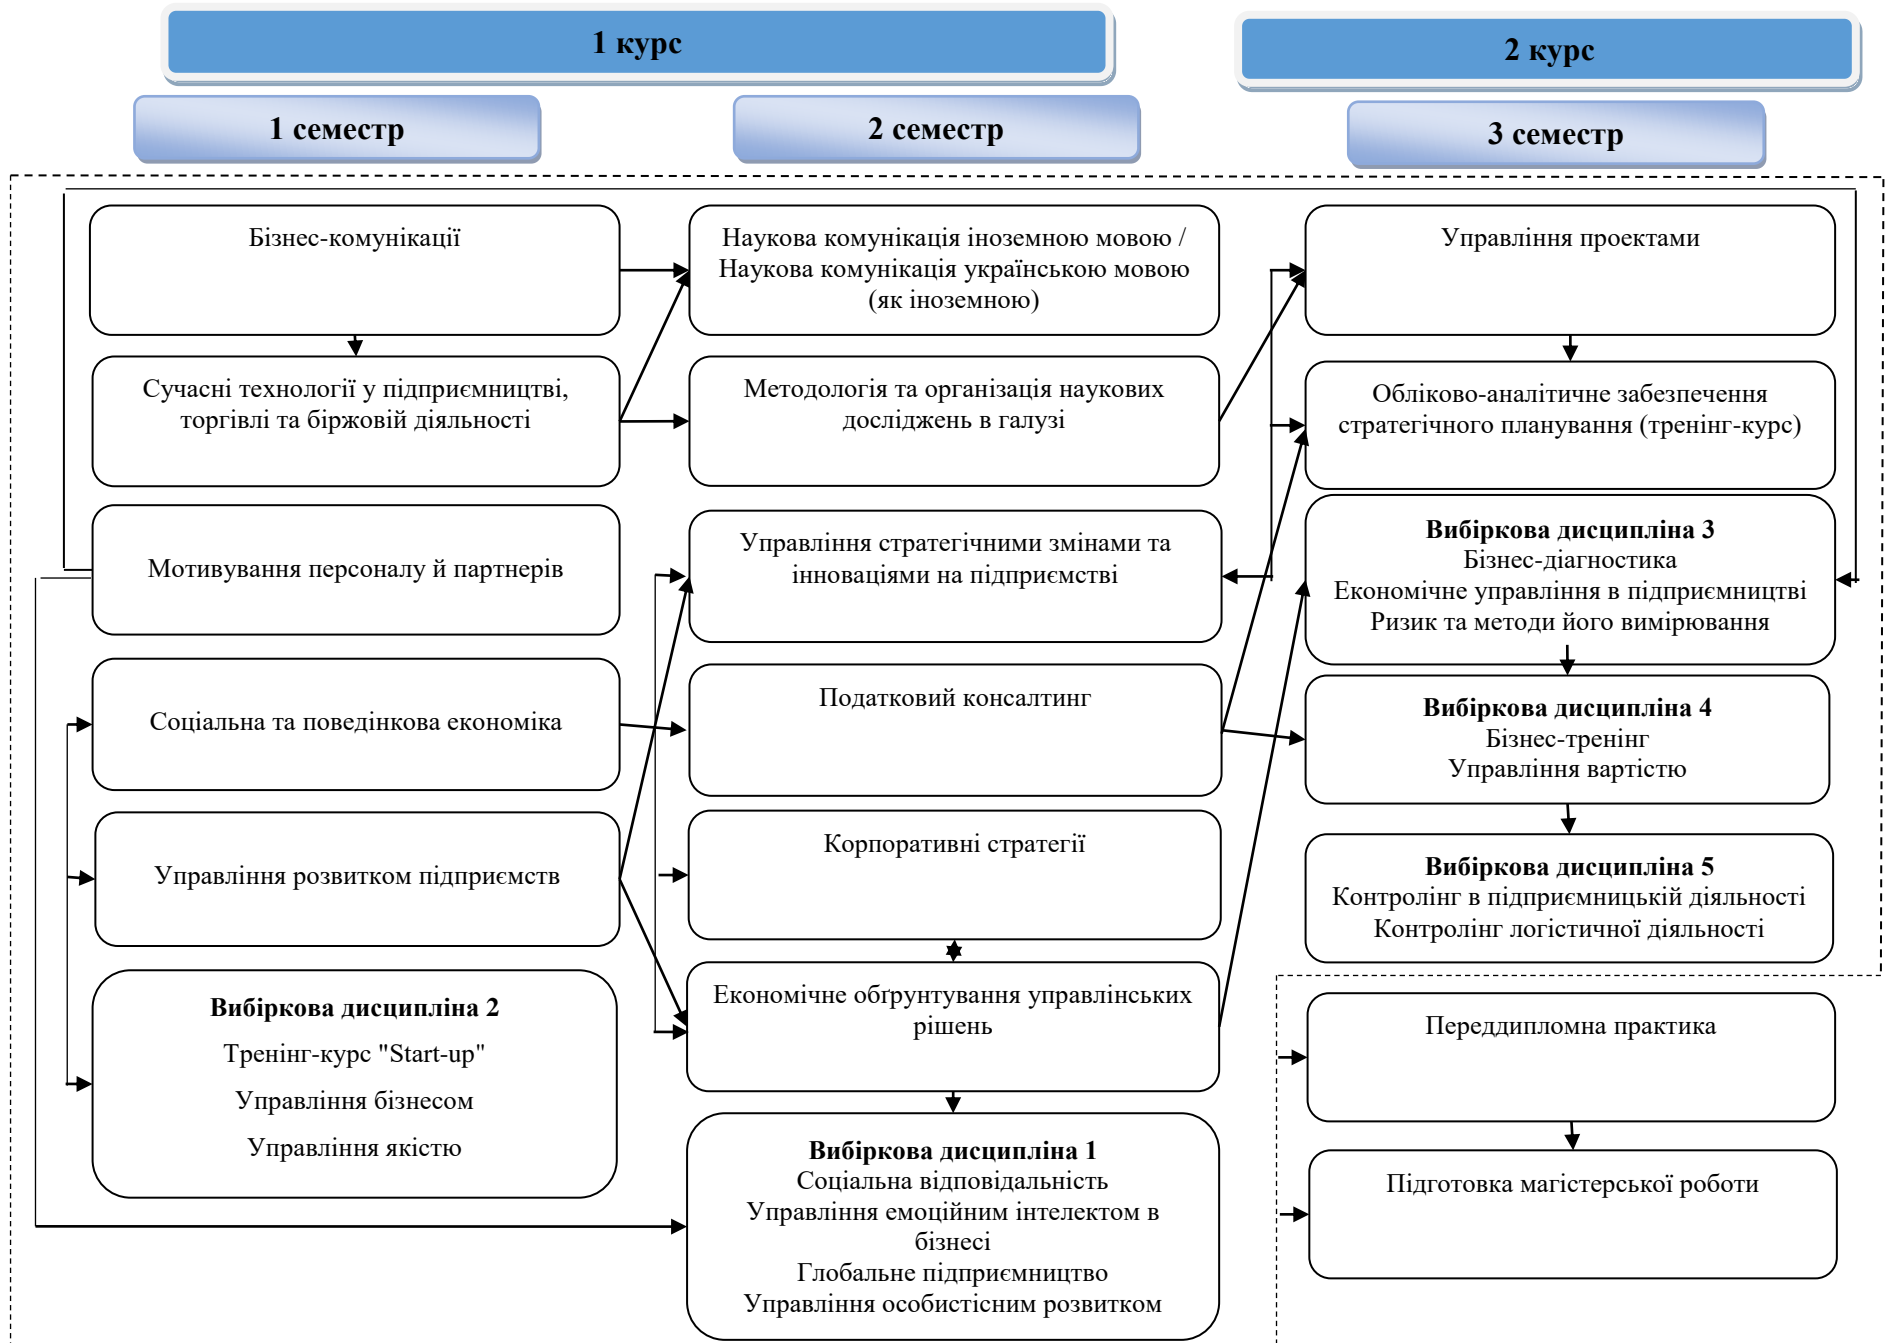 1 курс
2 курс
1 семестр
2 семестр
3 семестр
Бізнес-комунікації
Сучасні технології у підприємництві,
торгівлі та біржовій діяльності
Мотивування персоналу й партнерів
Соціальна та поведінкова економіка
Управління розвитком підприємств
Вибіркова дисципліна 2
Тренінг-курс "Start-up"
Управління бізнесом
Управління якістю
Наукова комунікація іноземною мовою /
Наукова комунікація українською мовою
(як іноземною)
Методологія та організація наукових
досліджень в галузі
Управління стратегічними змінами та
інноваціями на підприємстві
Податковий консалтинг
Корпоративні стратегії
Економічне обґрунтування управлінських
рішень
Вибіркова дисципліна 1
Соціальна відповідальність
Управління емоційним інтелектом в
бізнесі
Глобальне підприємництво
Управління особистісним розвитком
Управління проектами
Обліково-аналітичне забезпечення
стратегічного планування (тренінг-курс)
Вибіркова дисципліна 3
Бізнес-діагностика
Економічне управління в підприємництві
Ризик та методи його вимірювання
Вибіркова дисципліна 4
Бізнес-тренінг
Управління вартістю
Вибіркова дисципліна 5
Контролінг в підприємницькій діяльності
Контролінг логістичної діяльності
Переддипломна практика
Підготовка магістерської роботи